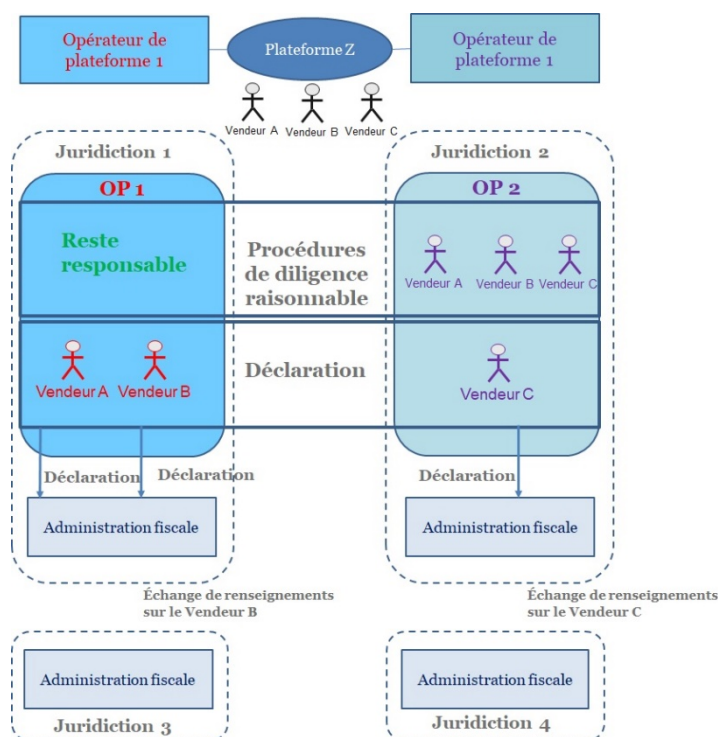 Opérateur de
plateforme 1
Plateforme Z
Opérateur de
plateforme 1
Vendeur A
Vendeur B
Vendeur C
Juridiction 1
Juridiction 2
OP 1
OP 2
Reste
responsable
Procédures
de diligence
raisonnable
Vendeur A
Vendeur B
Vendeur C
Déclaration
Vendeur A
Vendeur B
Vendeur C
Déclaration
Déclaration
Déclaration
Administration fiscale
Administration fiscale
Échange de renseignements
sur le Vendeur B
Échange de renseignements
sur le Vendeur C
Administration fiscale
Administration fiscale
Juridiction 3
Juridiction 4